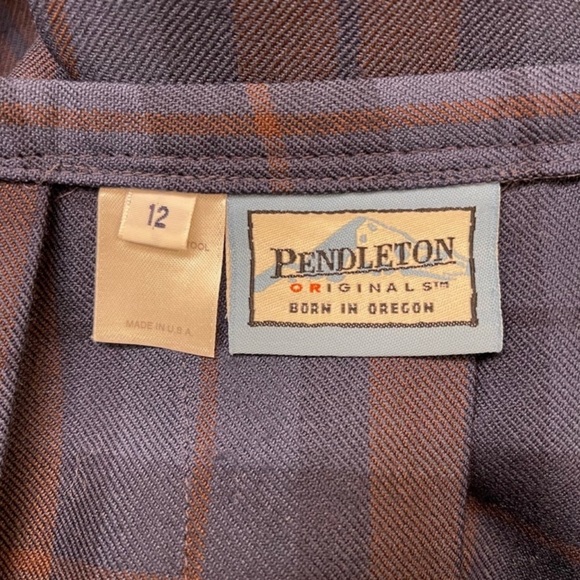 12
MADE IN U.S.A.
PENDLETON
ORIGINALS™
BORN IN OREGON